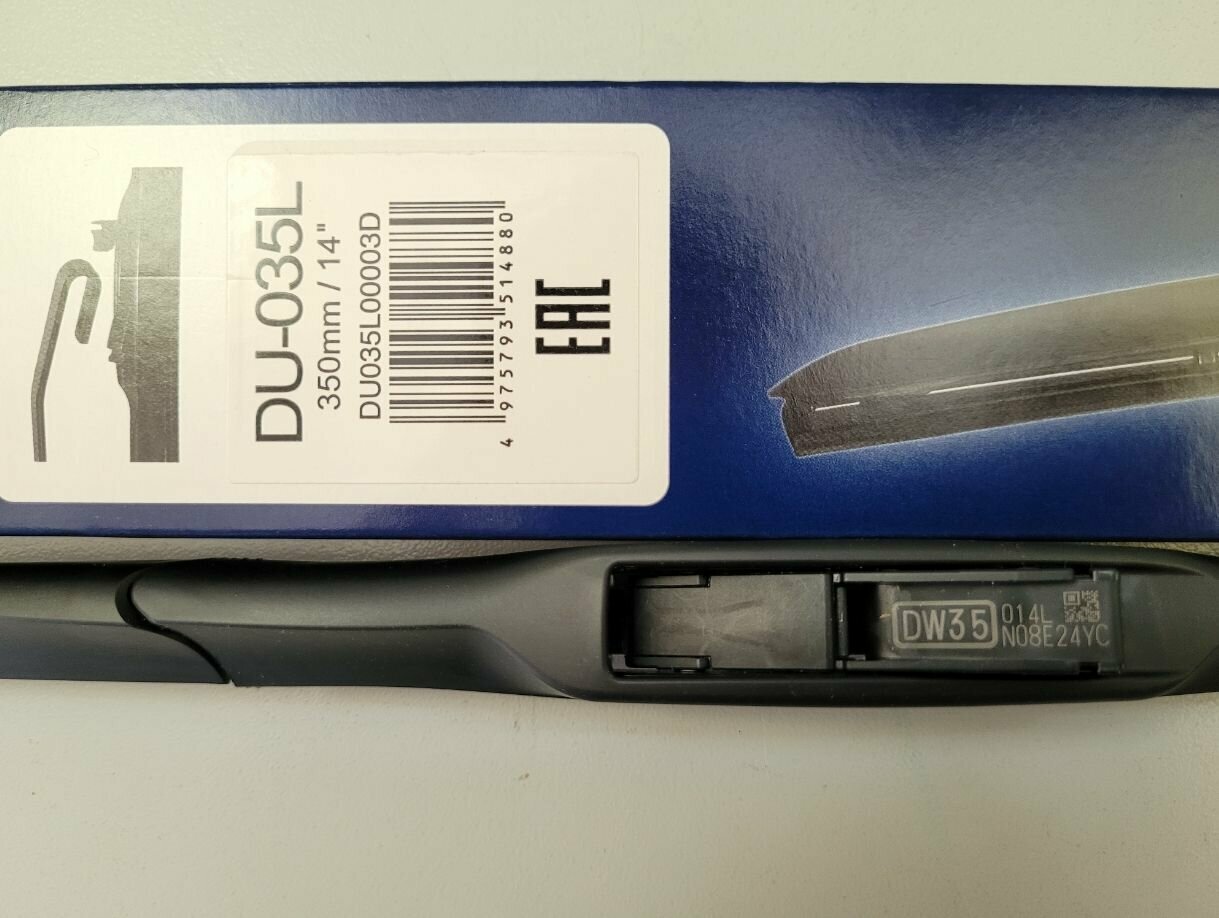 DU-035L
350mm / 14"
DU035L00003D
4 975793 514880
EAC
DW35
014L
N08E24YC